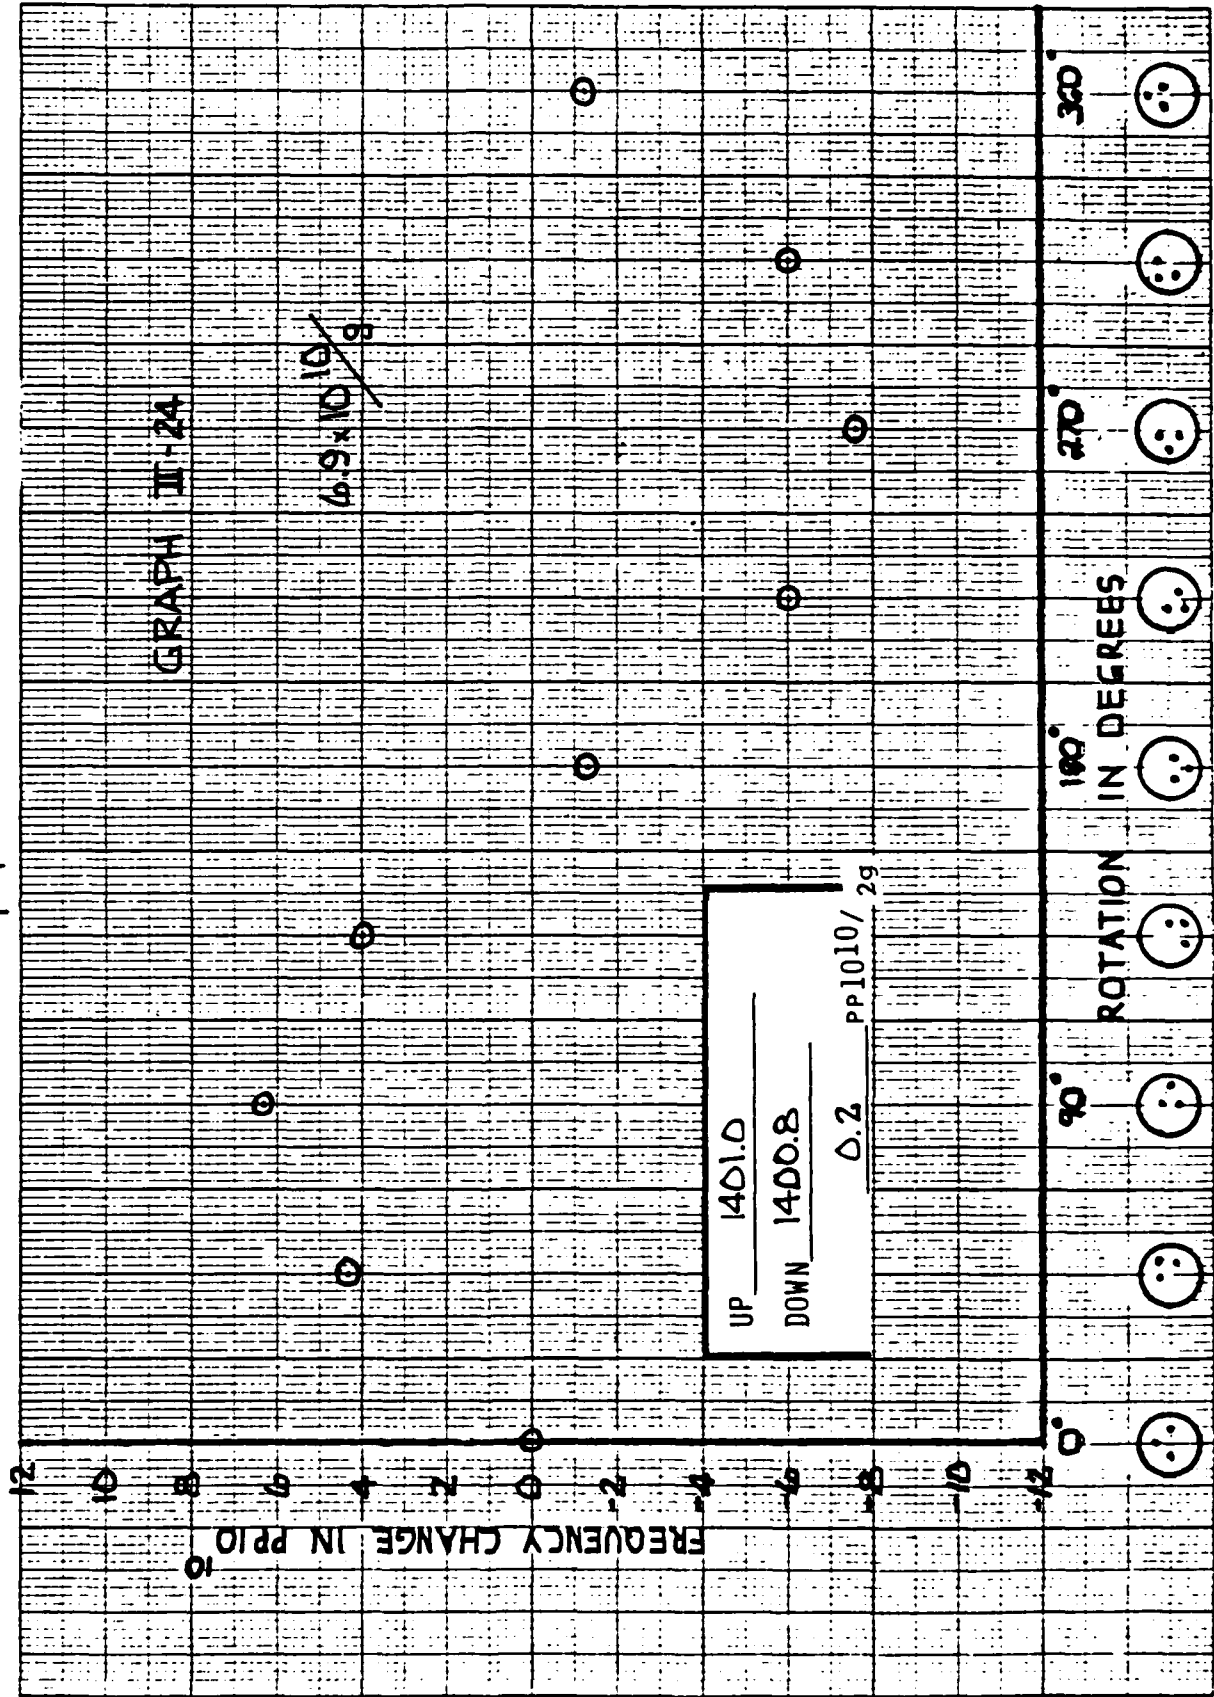 GRAPH II-24
6.9x10 10/g
12
10
8
6
4
2
0
-2
-4
-6
-8
-10
-12
FREQUENCY CHANGE IN PP10 10
UP 1401.0
DOWN 1400.8
0.2 PP10 10/ 2g
0° 90° 180° 270° 360°
ROTATION IN DEGREES